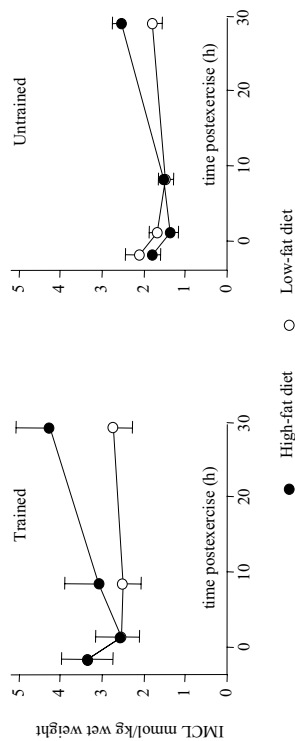 Trained
Untrained
IMCL mmol/kg wet weight
5
4
3
2
1
0
0
10
20
30
time postexercise (h)
5
4
3
2
1
0
0
10
20
30
time postexercise (h)
High-fat diet
Low-fat diet